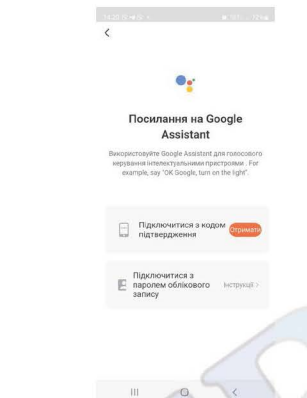 Посилання на Google
Assistant
Використовуйте Google Assistant для голосового
керування інтелектуальними пристроями . For
example, say "OK Google, turn on the light".
Підключитися з кодом
підтвердження
Отримати
Підключитися з
паролем облікового
запису
Інструкції >